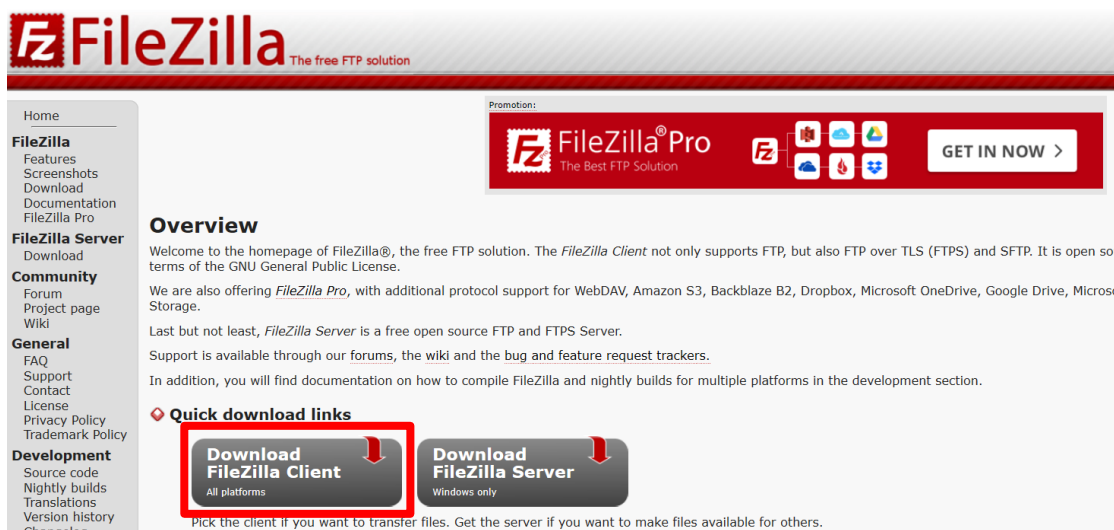 FileZilla The free FTP solution
Home
FileZilla
Features
Screenshots
Download
Documentation
FileZilla Pro
FileZilla Server
Download
Community
Forum
Project page
Wiki
General
FAQ
Support
Contact
License
Privacy Policy
Trademark Policy
Development
Source code
Nightly builds
Translations
Version history
Promotion:
FileZilla®Pro
The Best FTP Solution
GET IN NOW >
Overview
Welcome to the homepage of FileZilla®, the free FTP solution. The FileZilla Client not only supports FTP, but also FTP over TLS (FTPS) and SFTP. It is open so
terms of the GNU General Public License.
We are also offering FileZilla Pro, with additional protocol support for WebDAV, Amazon S3, Backblaze B2, Dropbox, Microsoft OneDrive, Google Drive, Micros
Storage.
Last but not least, FileZilla Server is a free open source FTP and FTPS Server.
Support is available through our forums, the wiki and the bug and feature request trackers.
In addition, you will find documentation on how to compile FileZilla and nightly builds for multiple platforms in the development section.
Quick download links
Download
FileZilla Client
All platforms
Download
FileZilla Server
Windows only
Pick the client if you want to transfer files. Get the server if you want to make files available for others.